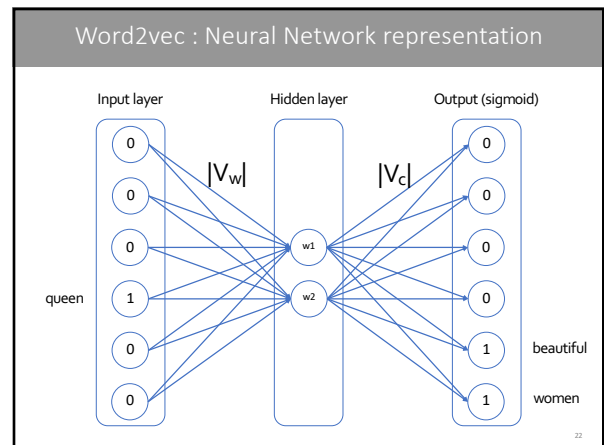 Word2vec : Neural Network representation
Input layer Hidden layer Output (sigmoid)
0 0
|Vw| |Vc|
0 0
0 w1 0
queen 1 w2 0
0 1 beautiful
0 1 women
22